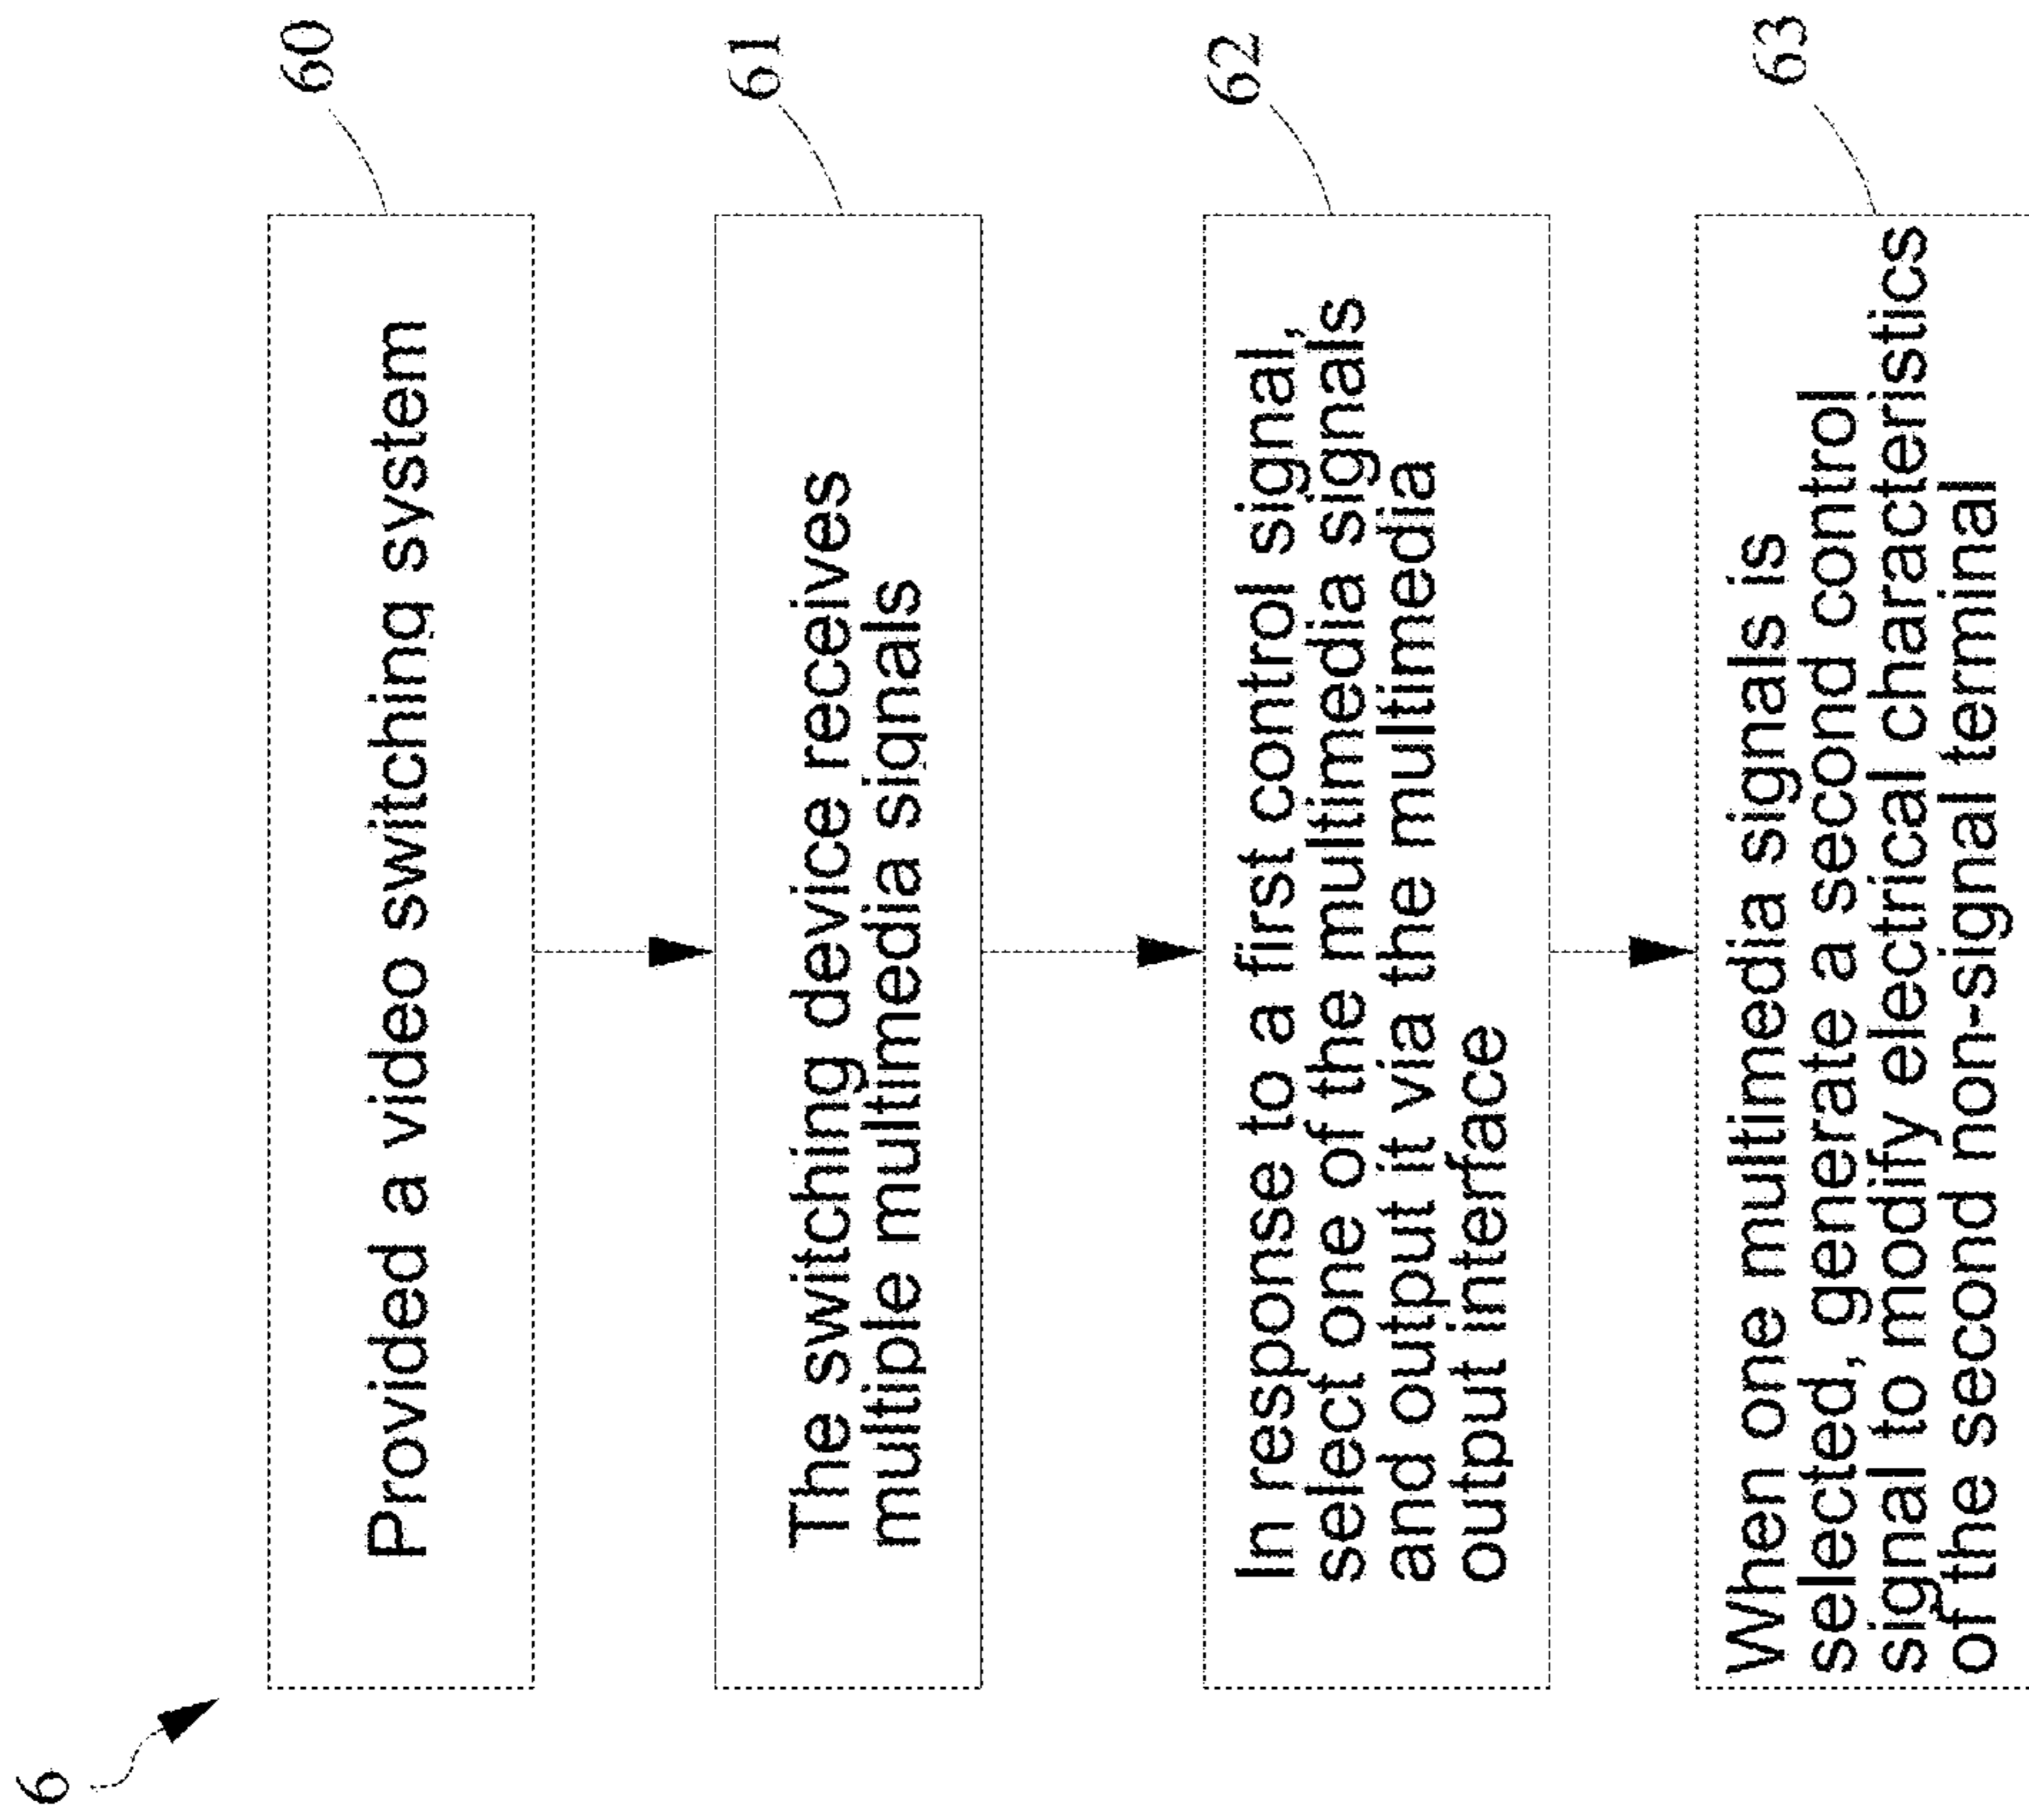 6
60
Provided a video switching system
61
The switching device receives
multiple multimedia signals
62
In response to a first control signal,
select one of the multimedia signals
and output it via the multimedia
output interface
63
When one multimedia signals is
selected, generate a second control
signal to modify electrical characteristics
of the second non-signal terminal